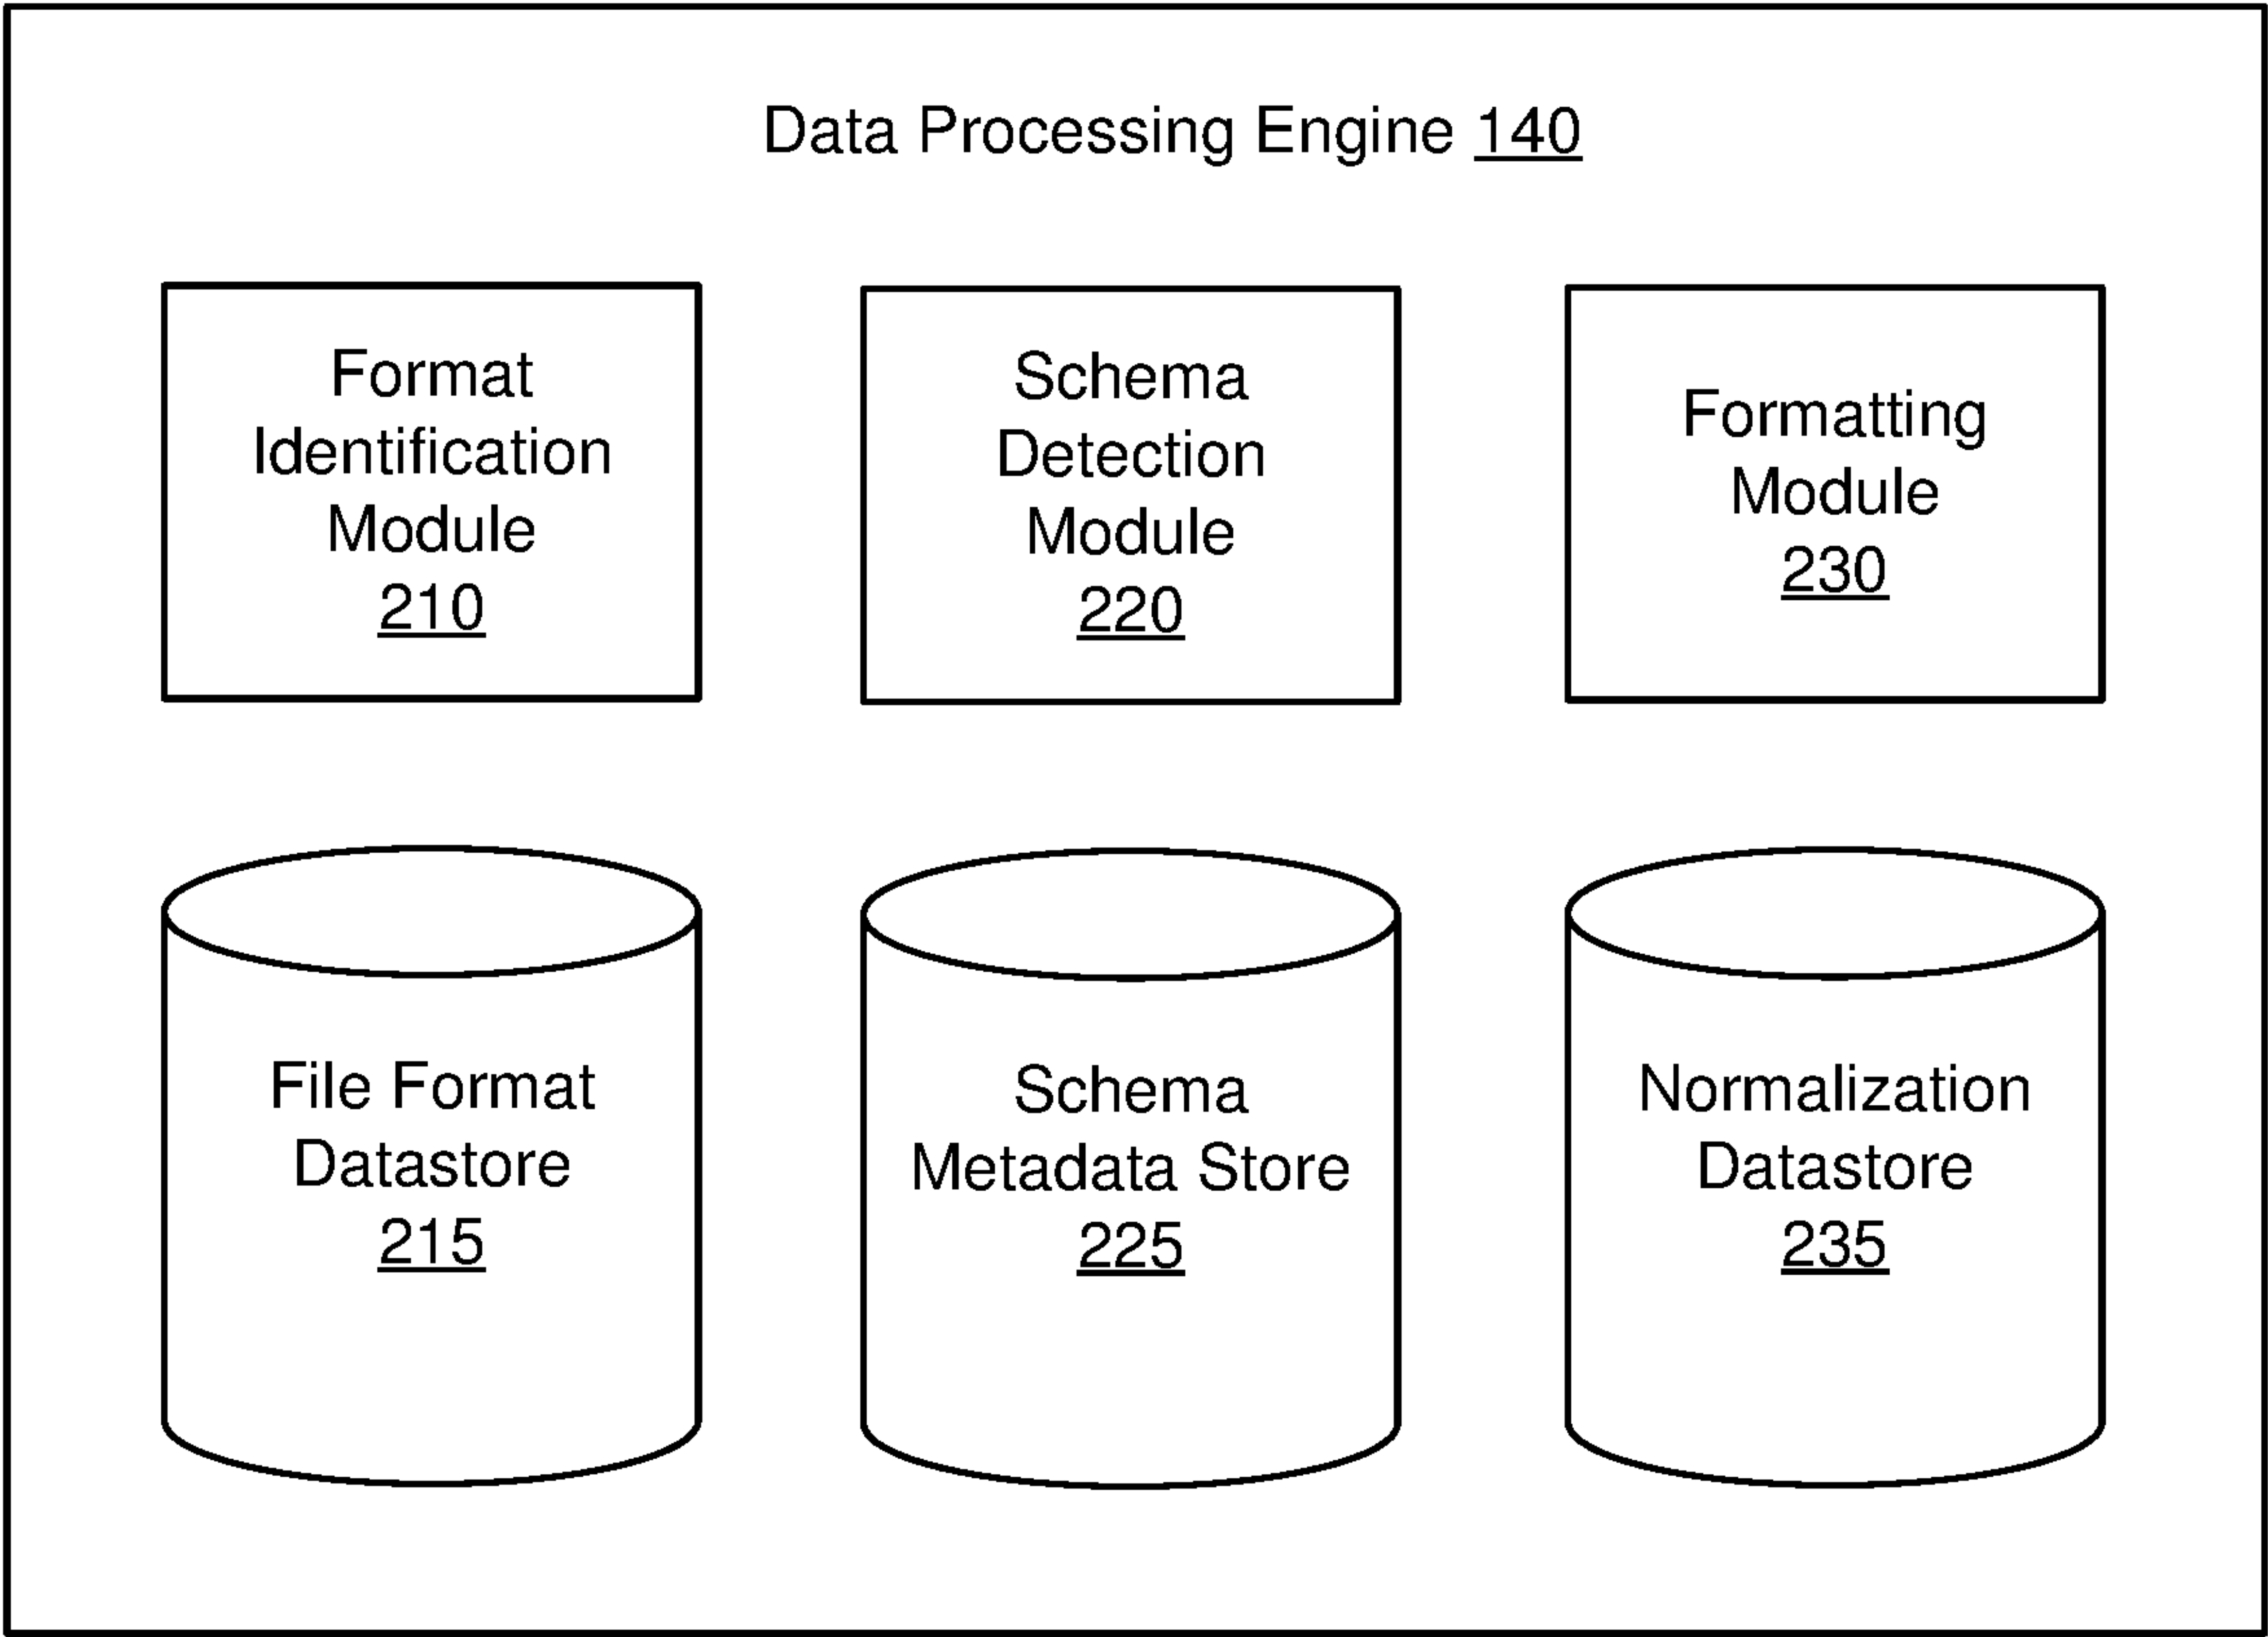 Data Processing Engine 140
Format
Identification
Module
210
Schema
Detection
Module
220
Formatting
Module
230
File Format
Datastore
215
Schema
Metadata Store
225
Normalization
Datastore
235